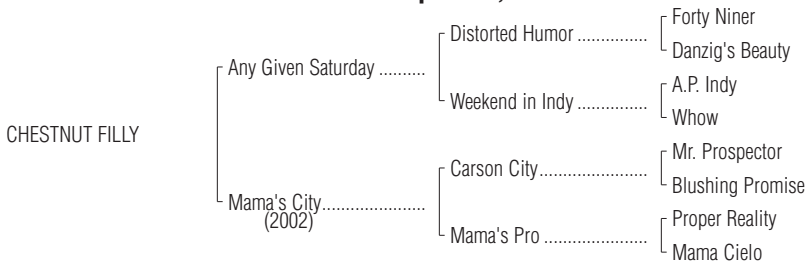 Forty Niner
Distorted Humor ...............
Danzig's Beauty
Any Given Saturday ..........
A.P. Indy
Weekend in Indy ...............
Whow
CHESTNUT FILLY
Mr. Prospector
Carson City.......................
Blushing Promise
Mama's City......................
(2002)
Proper Reality
Mama's Pro ......................
Mama Cielo